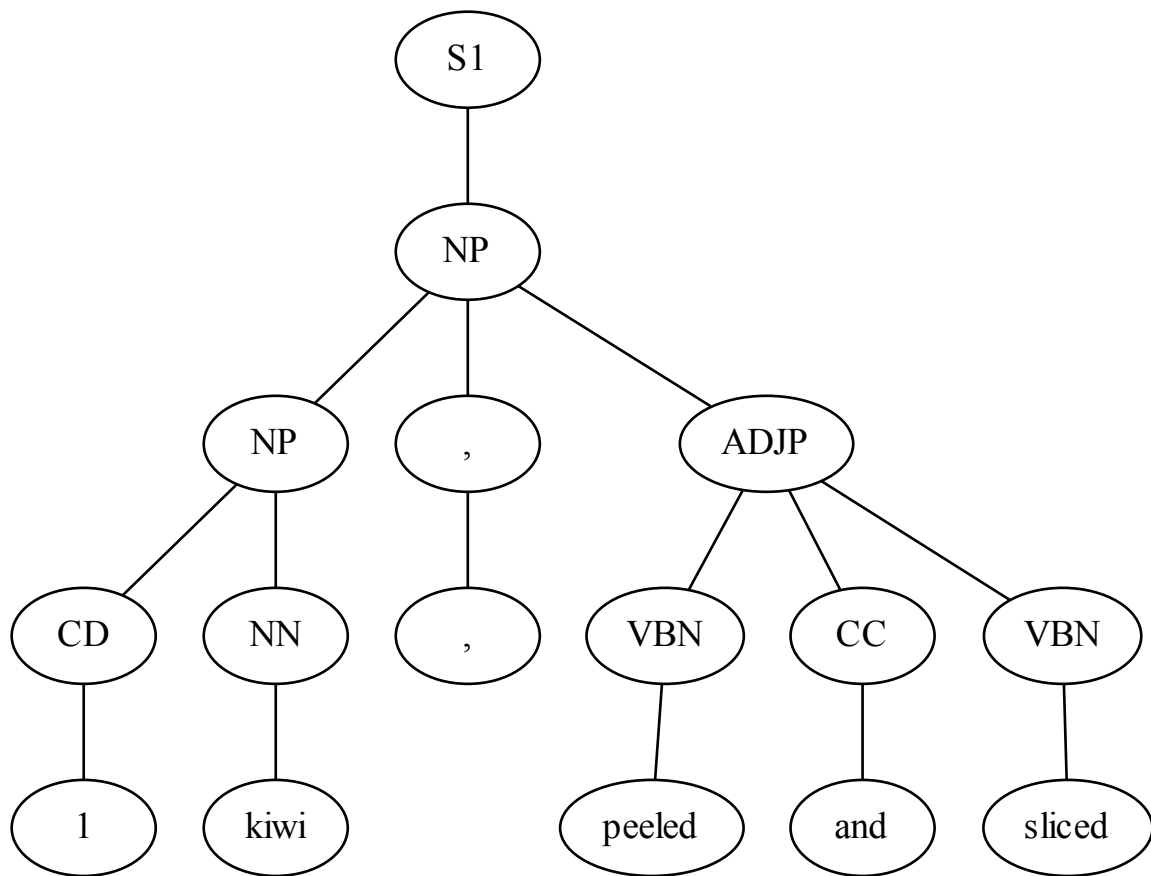 S1
NP
NP , ADJP
CD NN , VBN CC VBN
1 kiwi peeled and sliced